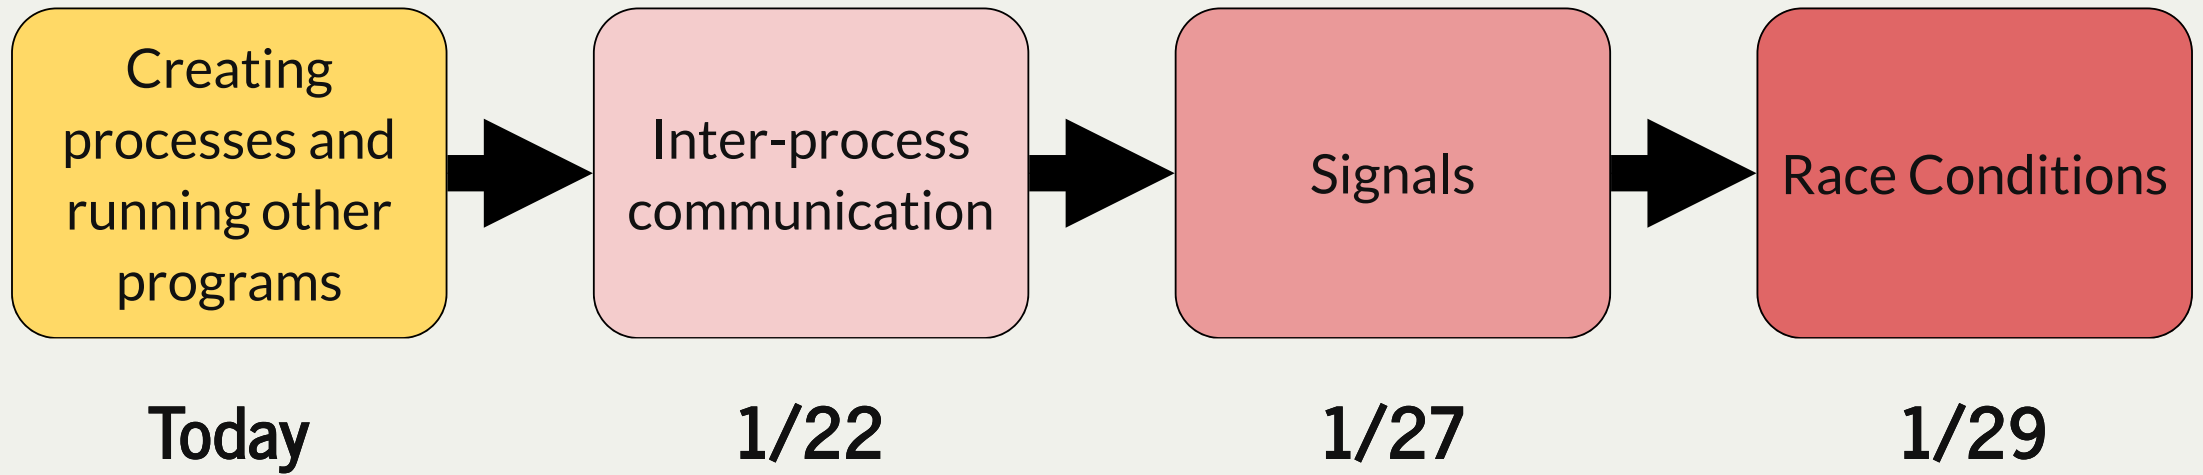 Creating
processes and
running other
programs
Inter-process
communication
Signals
Race Conditions
Today
1/22
1/27
1/29